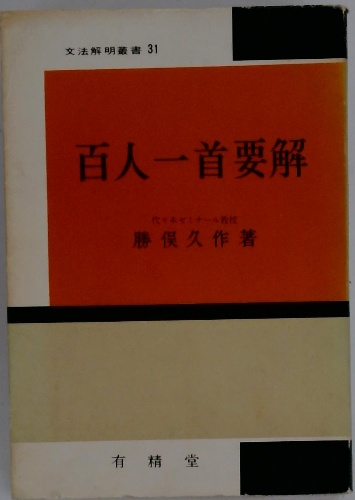 文法解明叢書 31
百人一首要解
代々木ゼミナール教授
勝俣久作著
有精堂